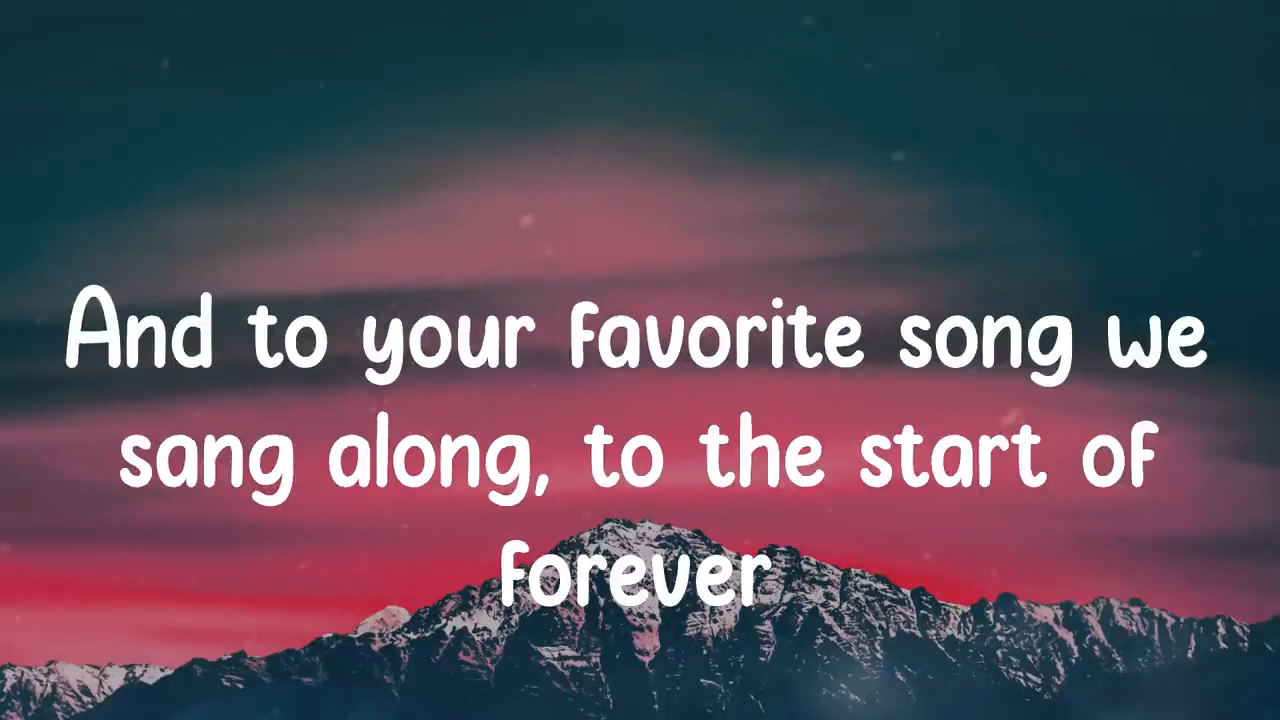 And to your favorite song we
sang along, to the start of
forever